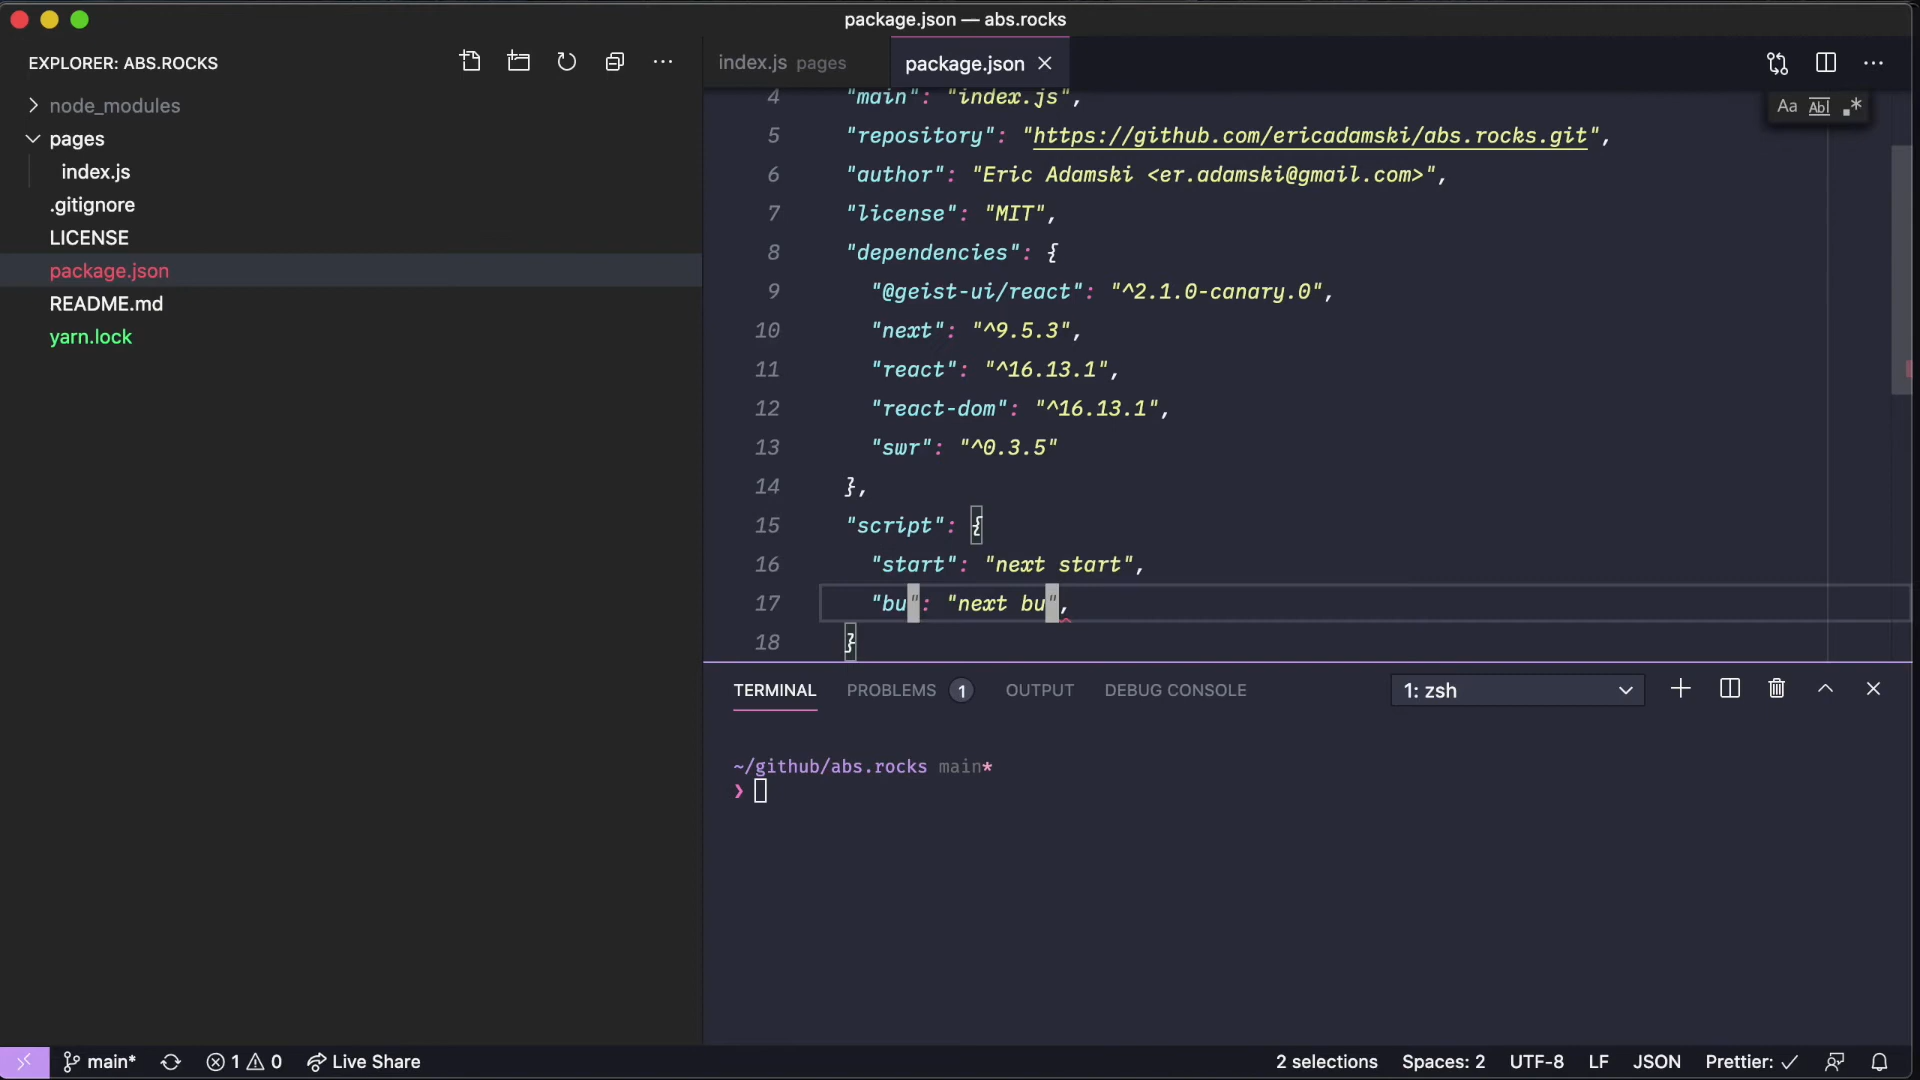 package.json — abs.rocks
EXPLORER: ABS.ROCKS
node_modules
pages
index.js
.gitignore
LICENSE
package.json
README.md
yarn.lock
index.js pages
package.json
Aa Abl .*
4 "main": "index.js",
5 "repository": "https://github.com/ericadamski/abs.rocks.git",
6 "author": "Eric Adamski <er.adamski@gmail.com>",
7 "license": "MIT",
8 "dependencies": {
9 "@geist-ui/react": "^2.1.0-canary.0",
10 "next": "^9.5.3",
11 "react": "^16.13.1",
12 "react-dom": "^16.13.1",
13 "swr": "^0.3.5"
14 },
15 "script": {
16 "start": "next start",
17 "bu": "next bu",
18 }
TERMINAL PROBLEMS 1 OUTPUT DEBUG CONSOLE 1: zsh
~/github/abs.rocks main*
❯
main* 1 0 Live Share 2 selections Spaces: 2 UTF-8 LF JSON Prettier: ✓